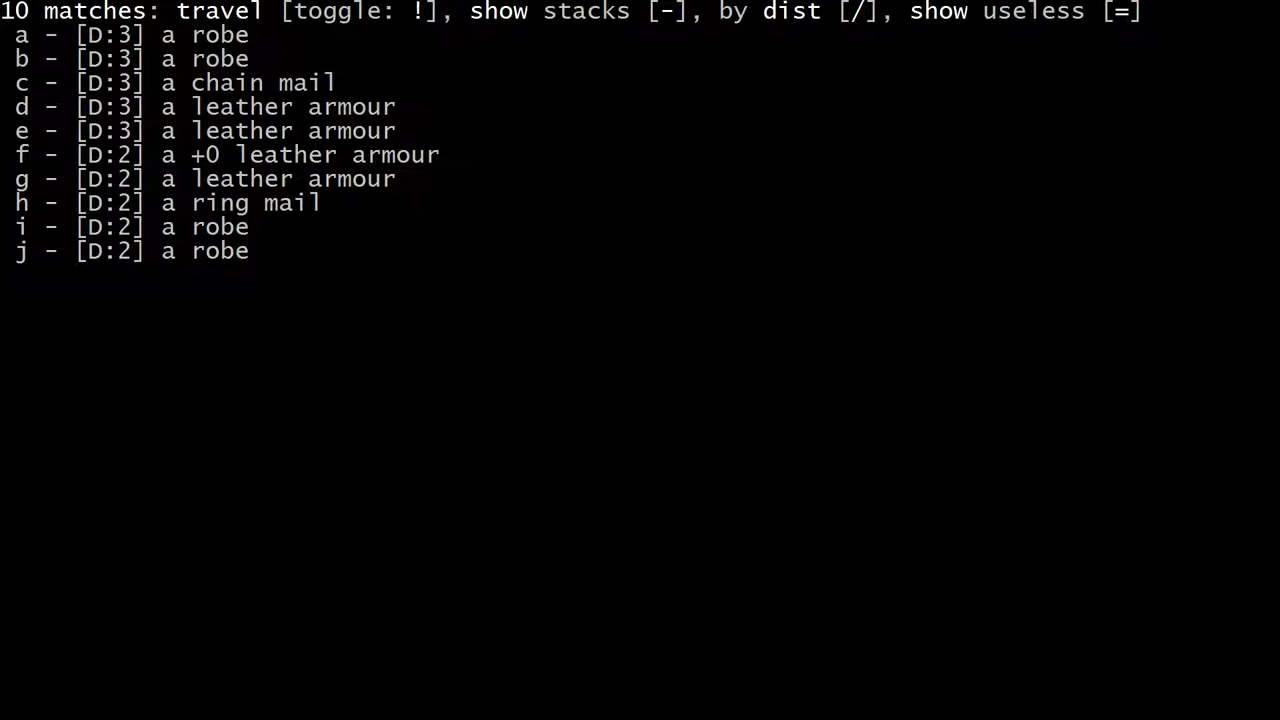 10 matches: travel [toggle: !], show stacks [-], by dist [/], show useless [=]
a - [D:3] a robe
b - [D:3] a robe
c - [D:3] a chain mail
d - [D:3] a leather armour
e - [D:3] a leather armour
f - [D:2] a +0 leather armour
g - [D:2] a leather armour
h - [D:2] a ring mail
i - [D:2] a robe
j - [D:2] a robe